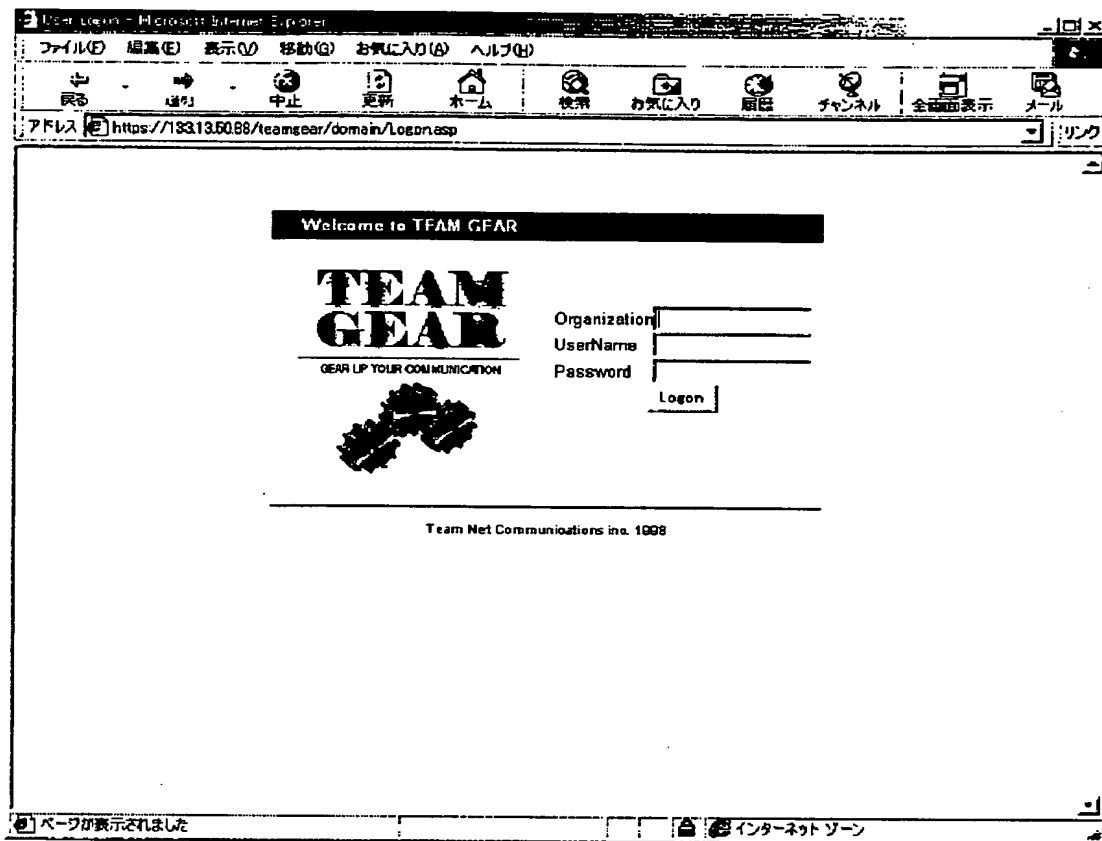 User Logon - Microsoft Internet Explorer
ファイル(F) 編集(E) 表示(V) 移動(G) お気に入り(A) ヘルプ(H)
戻る 中止 更新 ホーム 検索 お気に入り 履歴 チャンネル 全画面表示 メール
アドレス https://133.13.50.88/teamgear/domain/Logon.asp リンク
Welcome to TEAM GEAR
TEAM
GEAR
GEAR UP YOUR COMMUNICATION
Organization
UserName
Password
Logon
Team Net Communications inc. 1998
ページが表示されました インターネット ゾーン